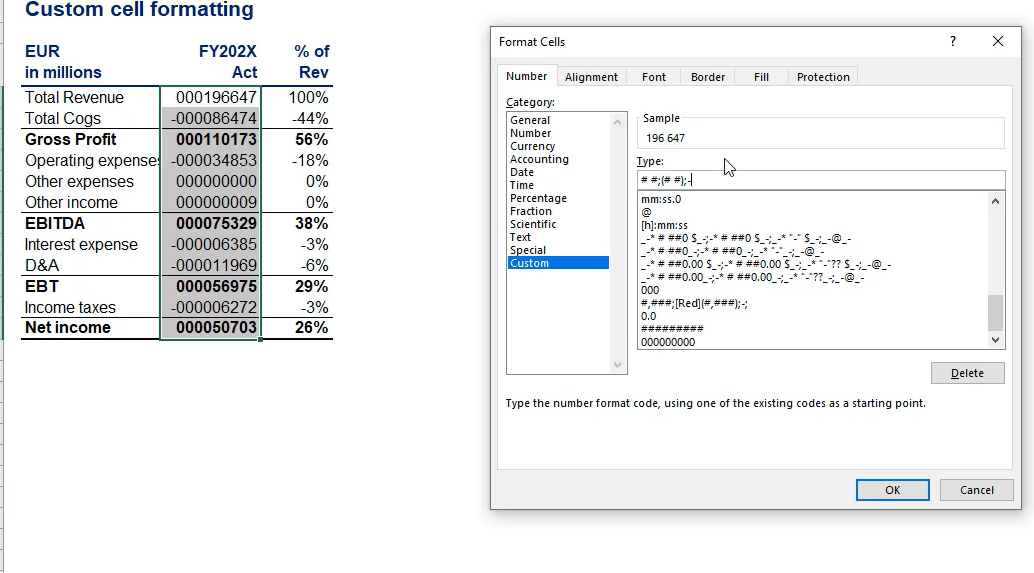 Custom cell formatting
EUR FY202X % of
in millions Act Rev
Total Revenue 000196647 100%
Total Cogs -000086474 -44%
Gross Profit 000110173 56%
Operating expenses -000034853 -18%
Other expenses 000000000 0%
Other income 000000009 0%
EBITDA 000075329 38%
Interest expense -000006385 -3%
D&A -000011969 -6%
EBT 000056975 29%
Income taxes -000006272 -3%
Net income 000050703 26%
Format Cells ?
Number Alignment Font Border Fill Protection
Category:
General
Number
Currency
Accounting
Date
Time
Percentage
Fraction
Scientific
Text
Special
Custom
Sample
196 647
Type:
# #;(# #);-
mm:ss.0
@
[h]:mm:ss
_-* # ##0 $_-;-* # ##0 $_-;_-* "-" $_-;_-@_-
_-* # ##0_-;-* # ##0_-;_-* "-"_-;_-@_-
_-* # ##0.00 $_-;-* # ##0.00 $_-;_-* "-"?? $_-;_-@_-
_-* # ##0.00_-;-* # ##0.00_-;_-* "-"??_-;_-@_-
000
#,###;[Red](#,###);-;
0.0
#########
000000000
Delete
Type the number format code, using one of the existing codes as a starting point.
OK Cancel